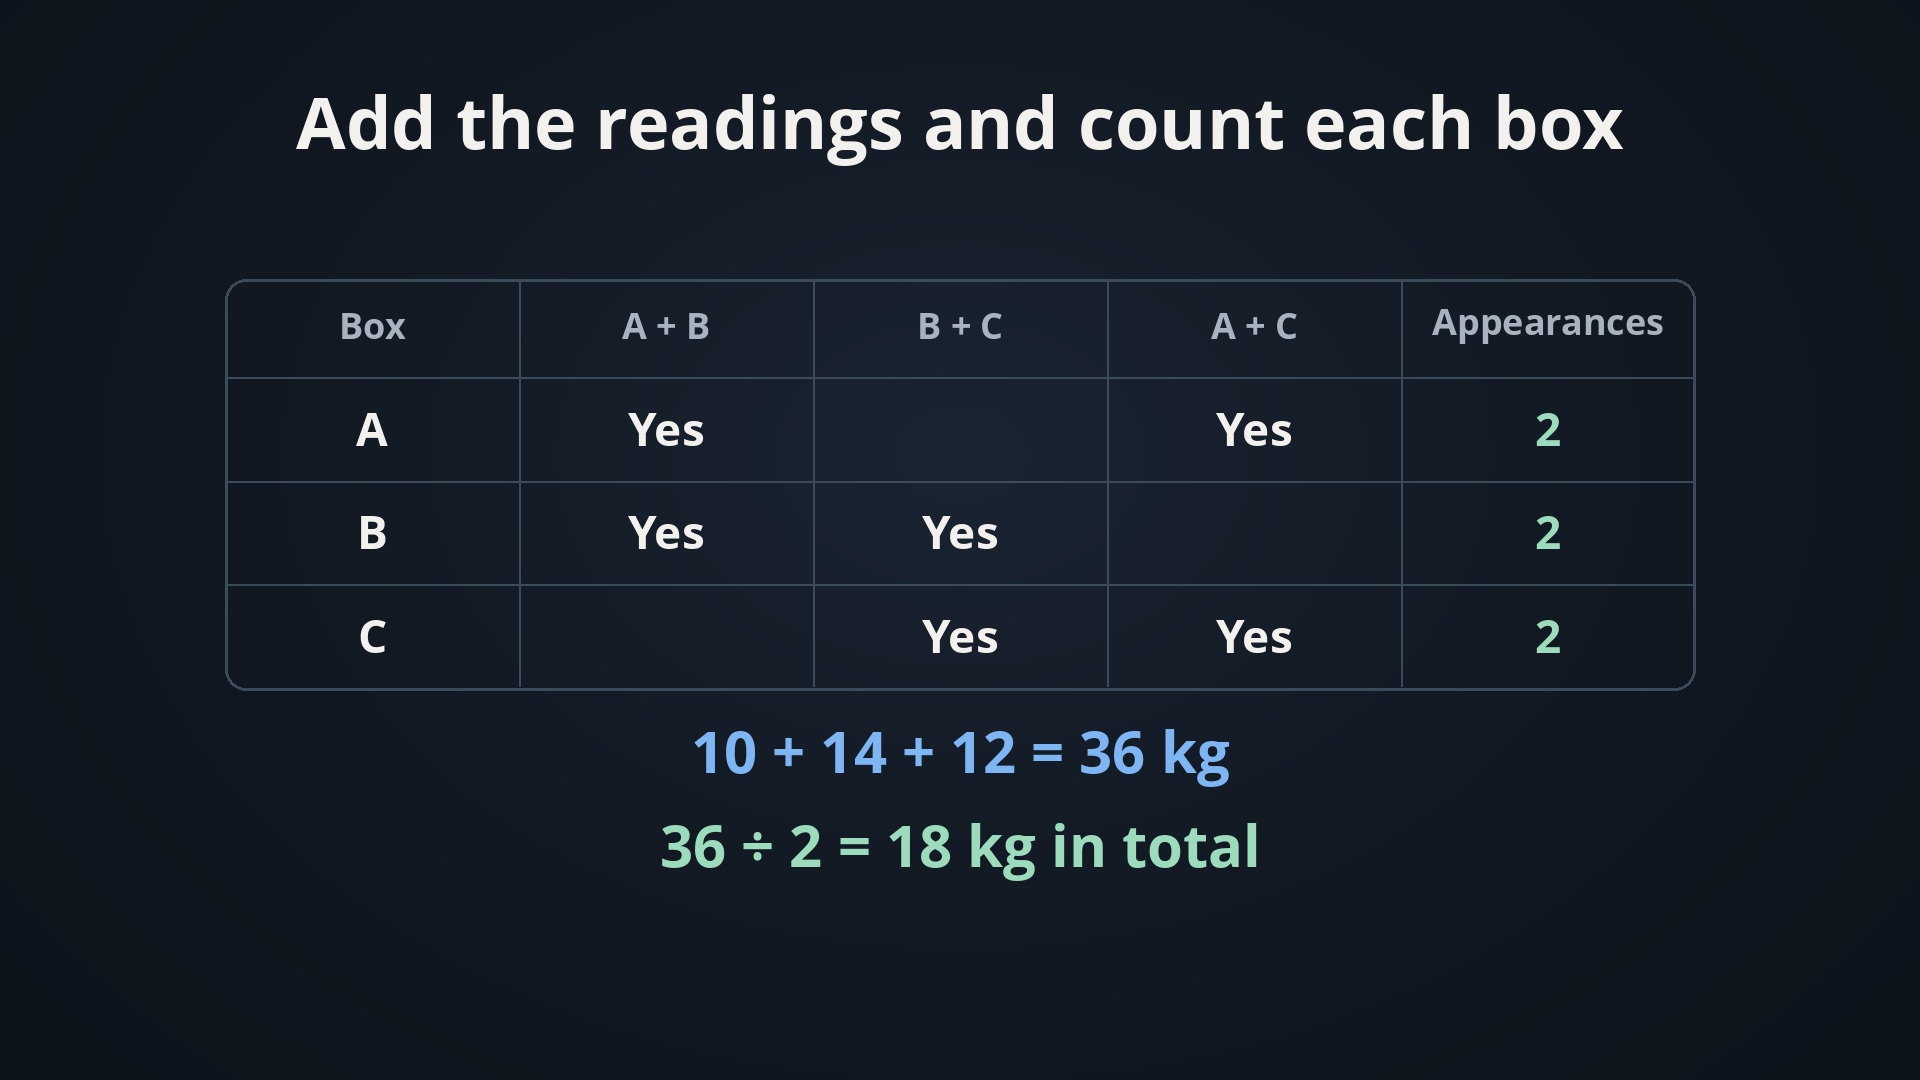 Add the readings and count each box
Box A + B B + C A + C Appearances
A Yes Yes 2
B Yes Yes 2
C Yes Yes 2
10 + 14 + 12 = 36 kg
36 ÷ 2 = 18 kg in total